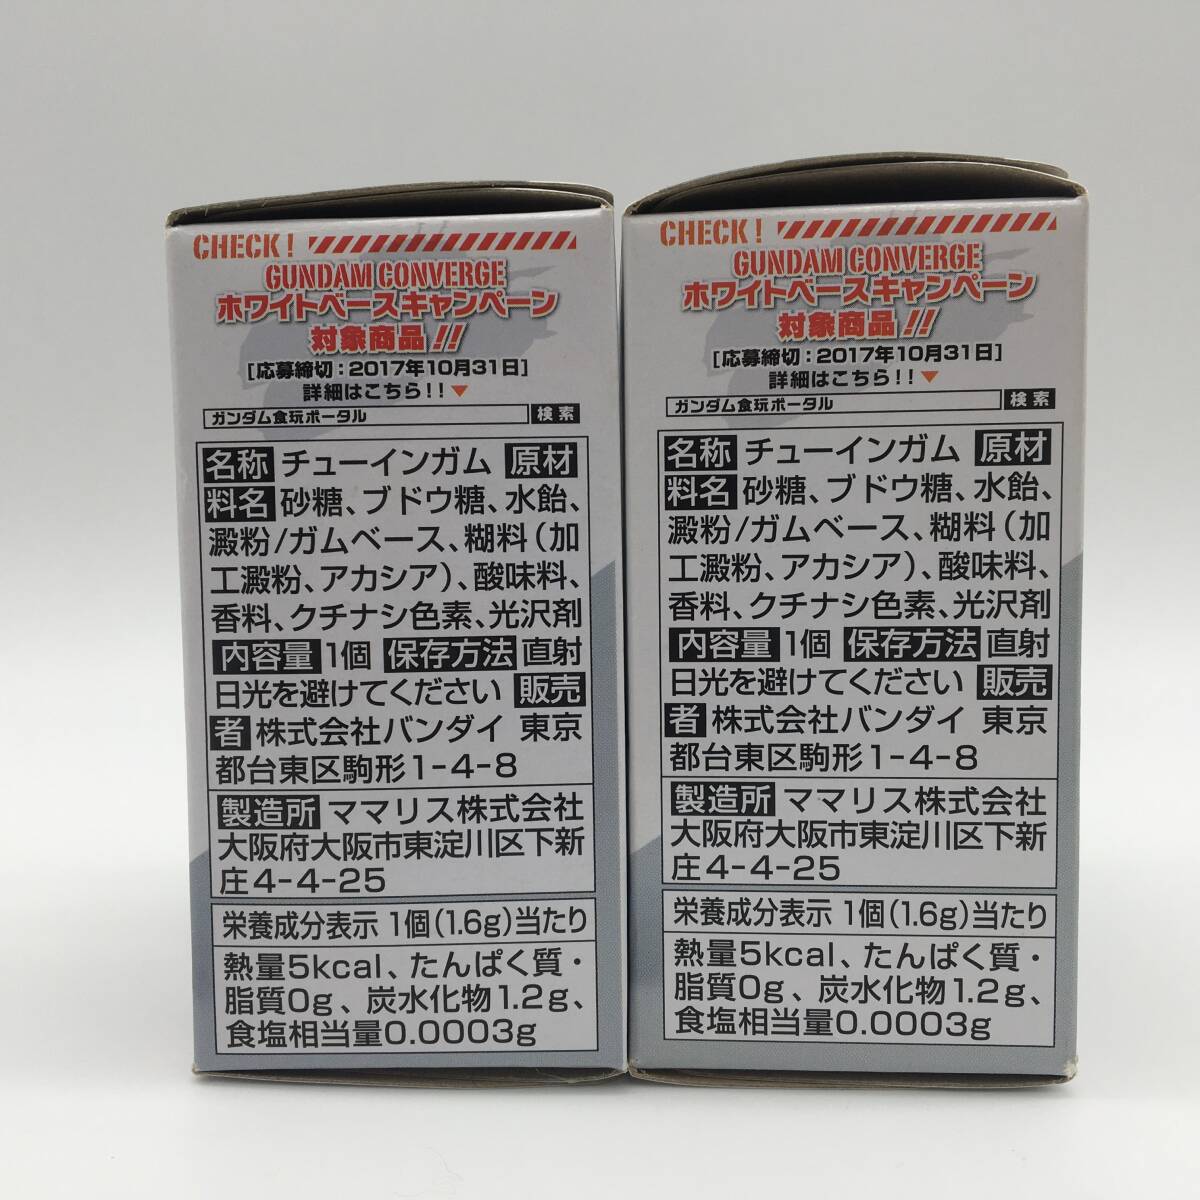 CHECK!
GUNDAM CONVERGE
ホワイトベースキャンペーン
対象商品!!
[応募締切:2017年10月31日]
詳細はこちら!!▼
ガンダム食玩ポータル 検索
名称 チューインガム 原材
料名 砂糖、ブドウ糖、水飴、
澱粉/ガムベース、糊料(加
工澱粉、アカシア)、酸味料、
香料、クチナシ色素、光沢剤
内容量 1個 保存方法 直射
日光を避けてください 販売
者 株式会社バンダイ 東京
都台東区駒形1-4-8
製造所 ママリス株式会社
大阪府大阪市東淀川区下新
庄4-4-25
栄養成分表示 1個(1.6g)当たり
熱量5kcal、たんぱく質・
脂質0g、炭水化物1.2g、
食塩相当量0.0003g
CHECK!
GUNDAM CONVERGE
ホワイトベースキャンペーン
対象商品!!
[応募締切:2017年10月31日]
詳細はこちら!!▼
ガンダム食玩ポータル 検索
名称 チューインガム 原材
料名 砂糖、ブドウ糖、水飴、
澱粉/ガムベース、糊料(加
工澱粉、アカシア)、酸味料、
香料、クチナシ色素、光沢剤
内容量 1個 保存方法 直射
日光を避けてください 販売
者 株式会社バンダイ 東京
都台東区駒形1-4-8
製造所 ママリス株式会社
大阪府大阪市東淀川区下新
庄4-4-25
栄養成分表示 1個(1.6g)当たり
熱量5kcal、たんぱく質・
脂質0g、炭水化物1.2g、
食塩相当量0.0003g